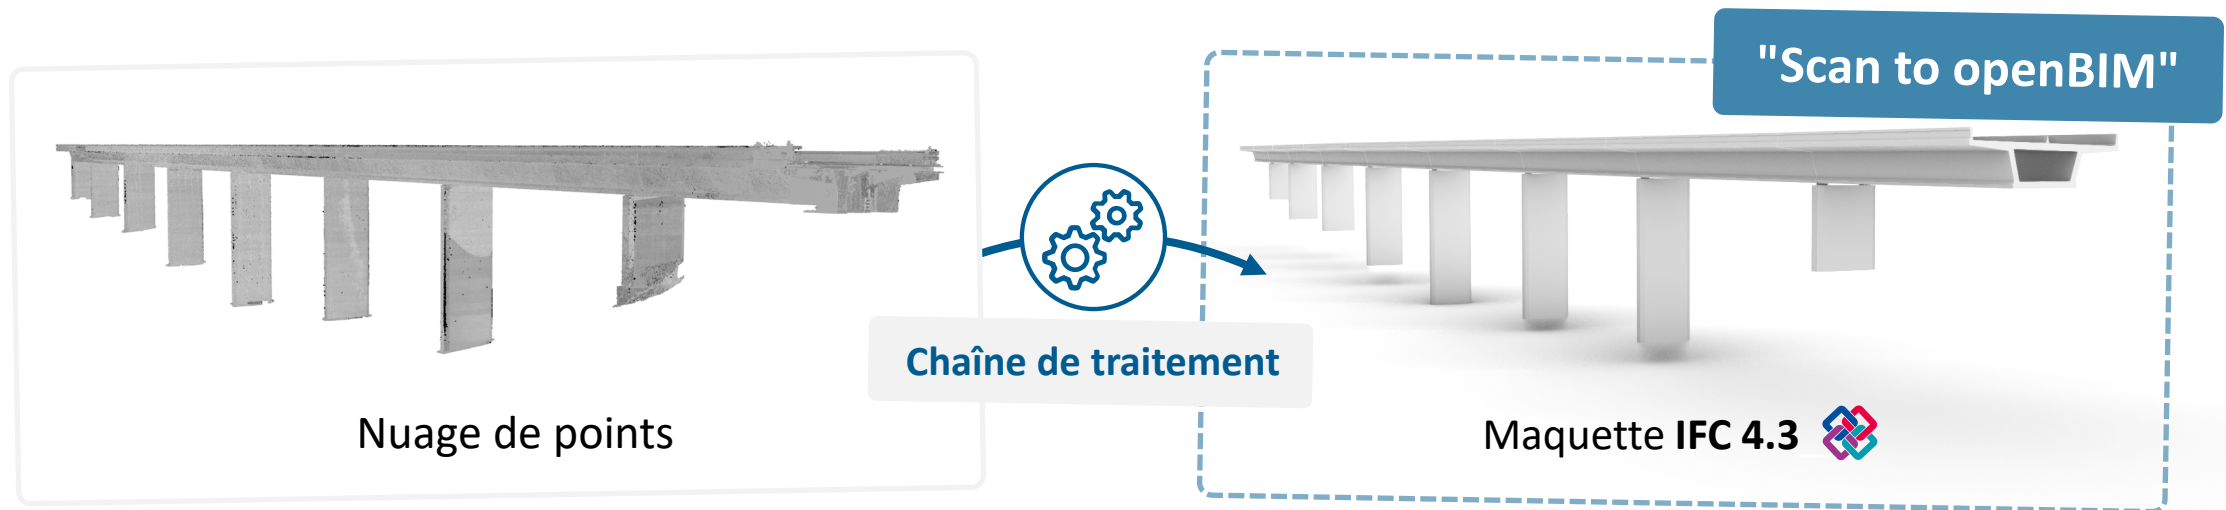 "Scan to openBIM"
Chaîne de traitement
Nuage de points
Maquette IFC 4.3